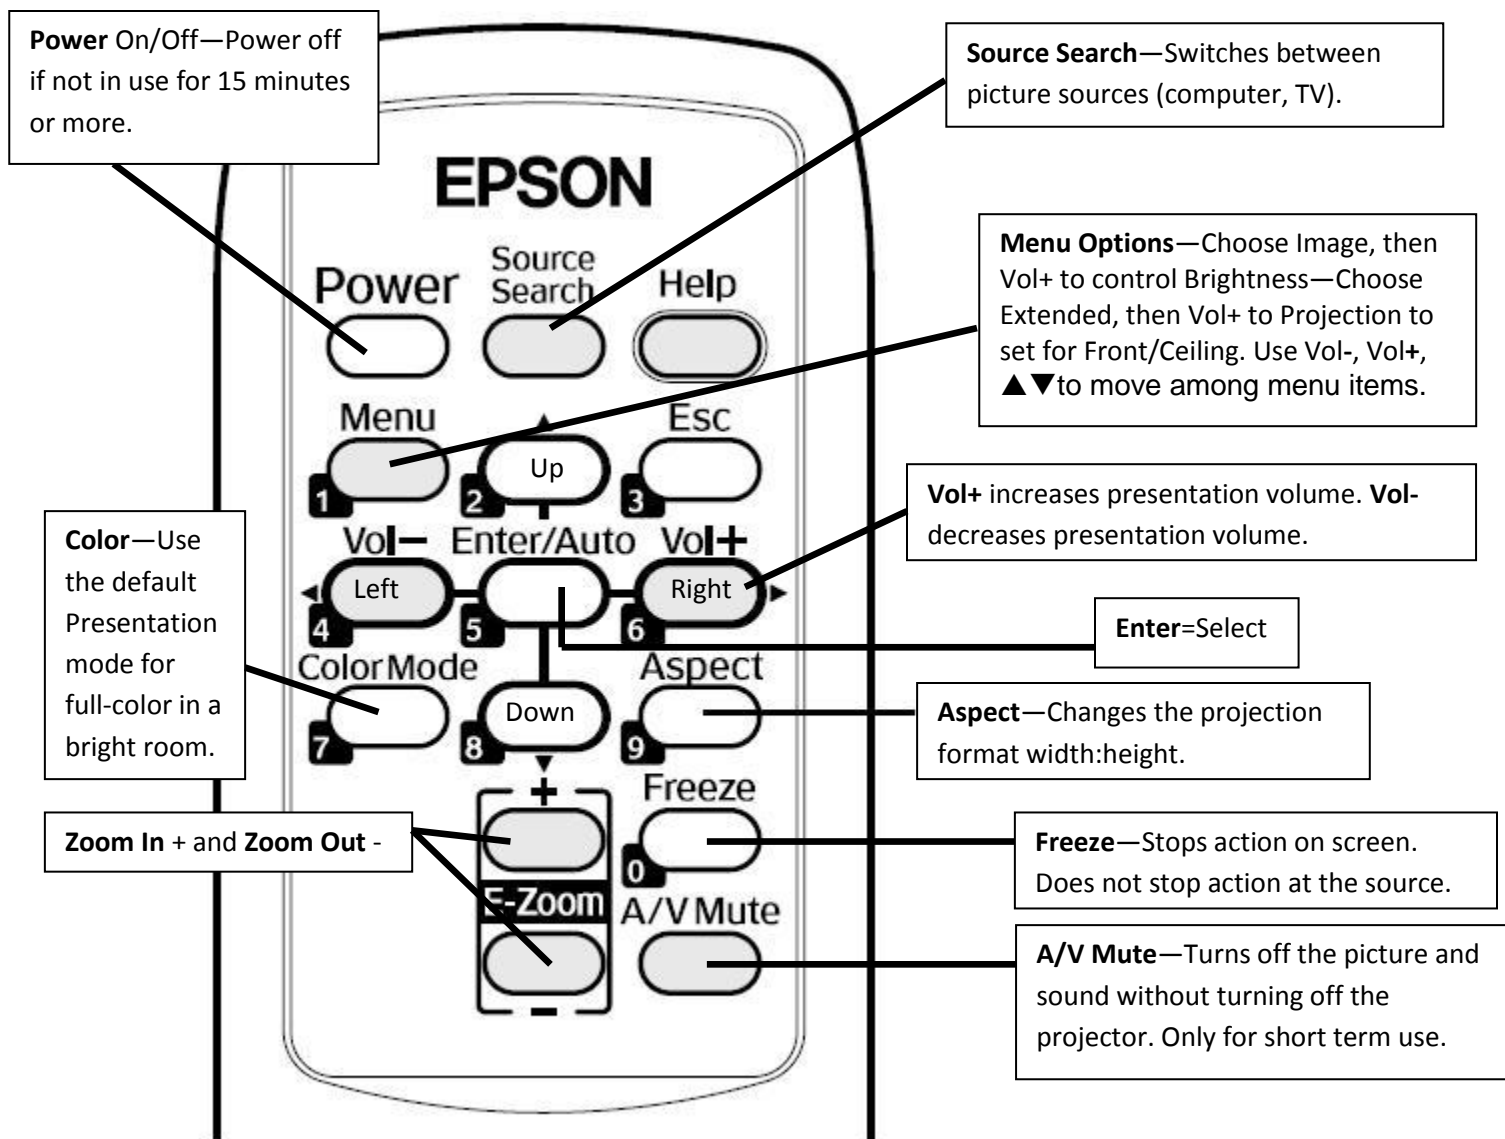 Power On/Off—Power off
if not in use for 15 minutes
or more.
Source Search—Switches between
picture sources (computer, TV).
EPSON
Menu Options—Choose Image, then
Vol+ to control Brightness—Choose
Extended, then Vol+ to Projection to
set for Front/Ceiling. Use Vol-, Vol+,
▲▼to move among menu items.
Power
Source
Search
Help
Menu
Esc
1
2
Up
3
Vol+ increases presentation volume. Vol-
decreases presentation volume.
Color—Use
the default
Presentation
mode for
full-color in a
bright room.
Vol−
Enter/Auto
Vol+
◄
Left
Right
►
4
5
6
Enter=Select
Color Mode
Aspect
7
8
Down
9
Aspect—Changes the projection
format width:height.
Zoom In + and Zoom Out -
+
Freeze
0
E-Zoom
A/V Mute
−
Freeze—Stops action on screen.
Does not stop action at the source.
A/V Mute—Turns off the picture and
sound without turning off the
projector. Only for short term use.